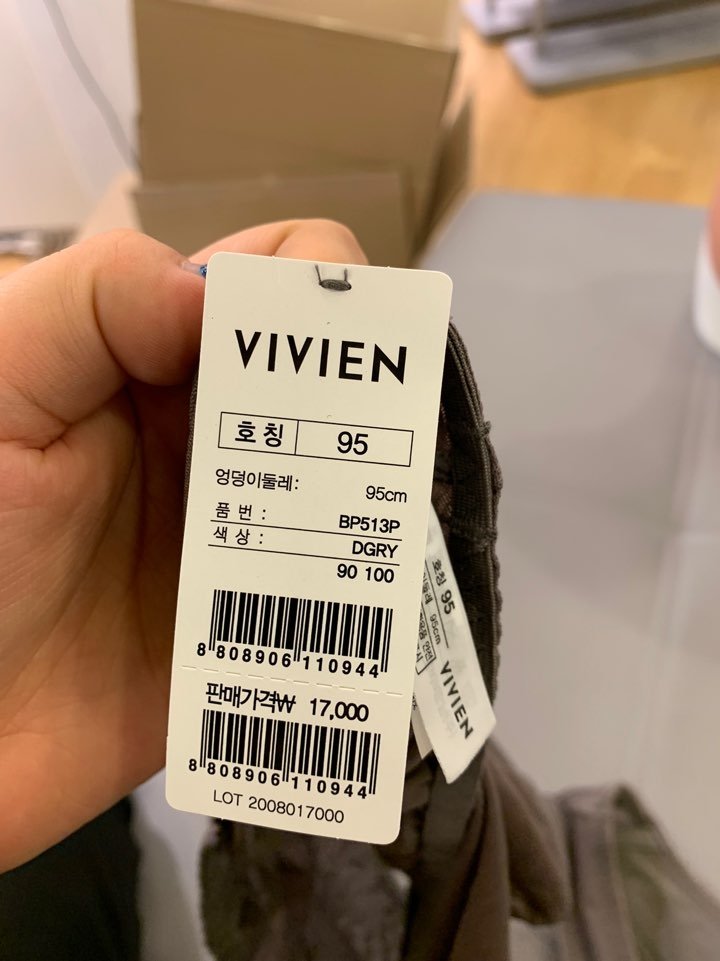 VIVIEN
호 칭 95
엉덩이둘레: 95cm
품 번 : BP513P
색 상 : DGRY
90 100
8 808906 110944
판매가격₩ 17,000
8 808906 110944
LOT 2008017000
호칭 95
95cm
VIVIEN